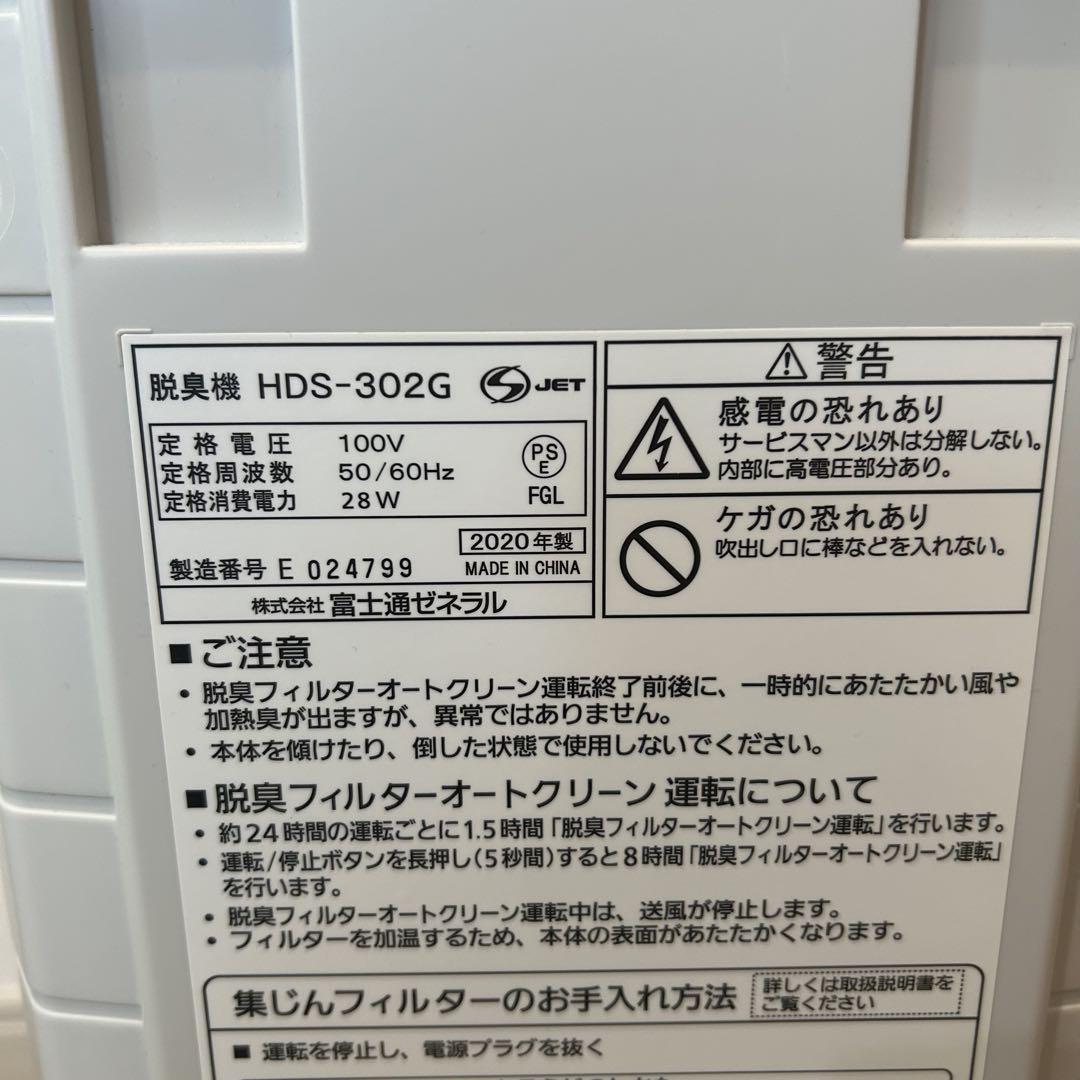 脱臭機 HDS-302G S JET
定格電圧 100V
定格周波数 50/60Hz
定格消費電力 28W
PS
E
FGL
2020年製
製造番号 E 024799 MADE IN CHINA
株式会社 富士通ゼネラル
警告
感電の恐れあり
サービスマン以外は分解しない。
内部に高電圧部分あり。
ケガの恐れあり
吹出し口に棒などを入れない。
■ ご注意
• 脱臭フィルターオートクリーン運転終了前後に、一時的にあたたかい風や
加熱臭が出ますが、異常ではありません。
• 本体を傾けたり、倒した状態で使用しないでください。
■ 脱臭フィルターオートクリーン 運転について
• 約24時間の運転ごとに1.5時間「脱臭フィルターオートクリーン運転」を行います。
• 運転/停止ボタンを長押し(5秒間)すると8時間「脱臭フィルターオートクリーン運転」
を行います。
• 脱臭フィルターオートクリーン運転中は、送風が停止します。
• フィルターを加温するため、本体の表面があたたかくなります。
集じんフィルターのお手入れ方法
詳しくは取扱説明書を
ご覧ください
■ 運転を停止し、電源プラグを抜く